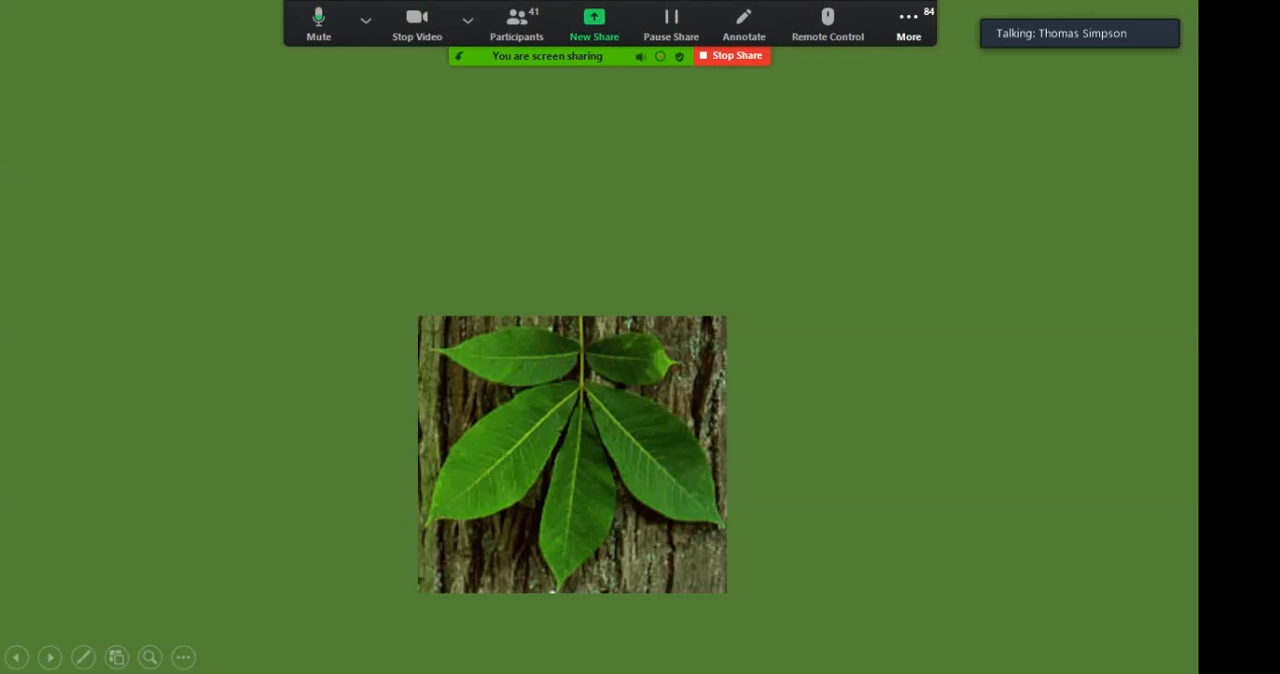 41
84
Mute
Stop Video
Participants
New Share
Pause Share
Annotate
Remote Control
More
Talking: Thomas Simpson
You are screen sharing
Stop Share